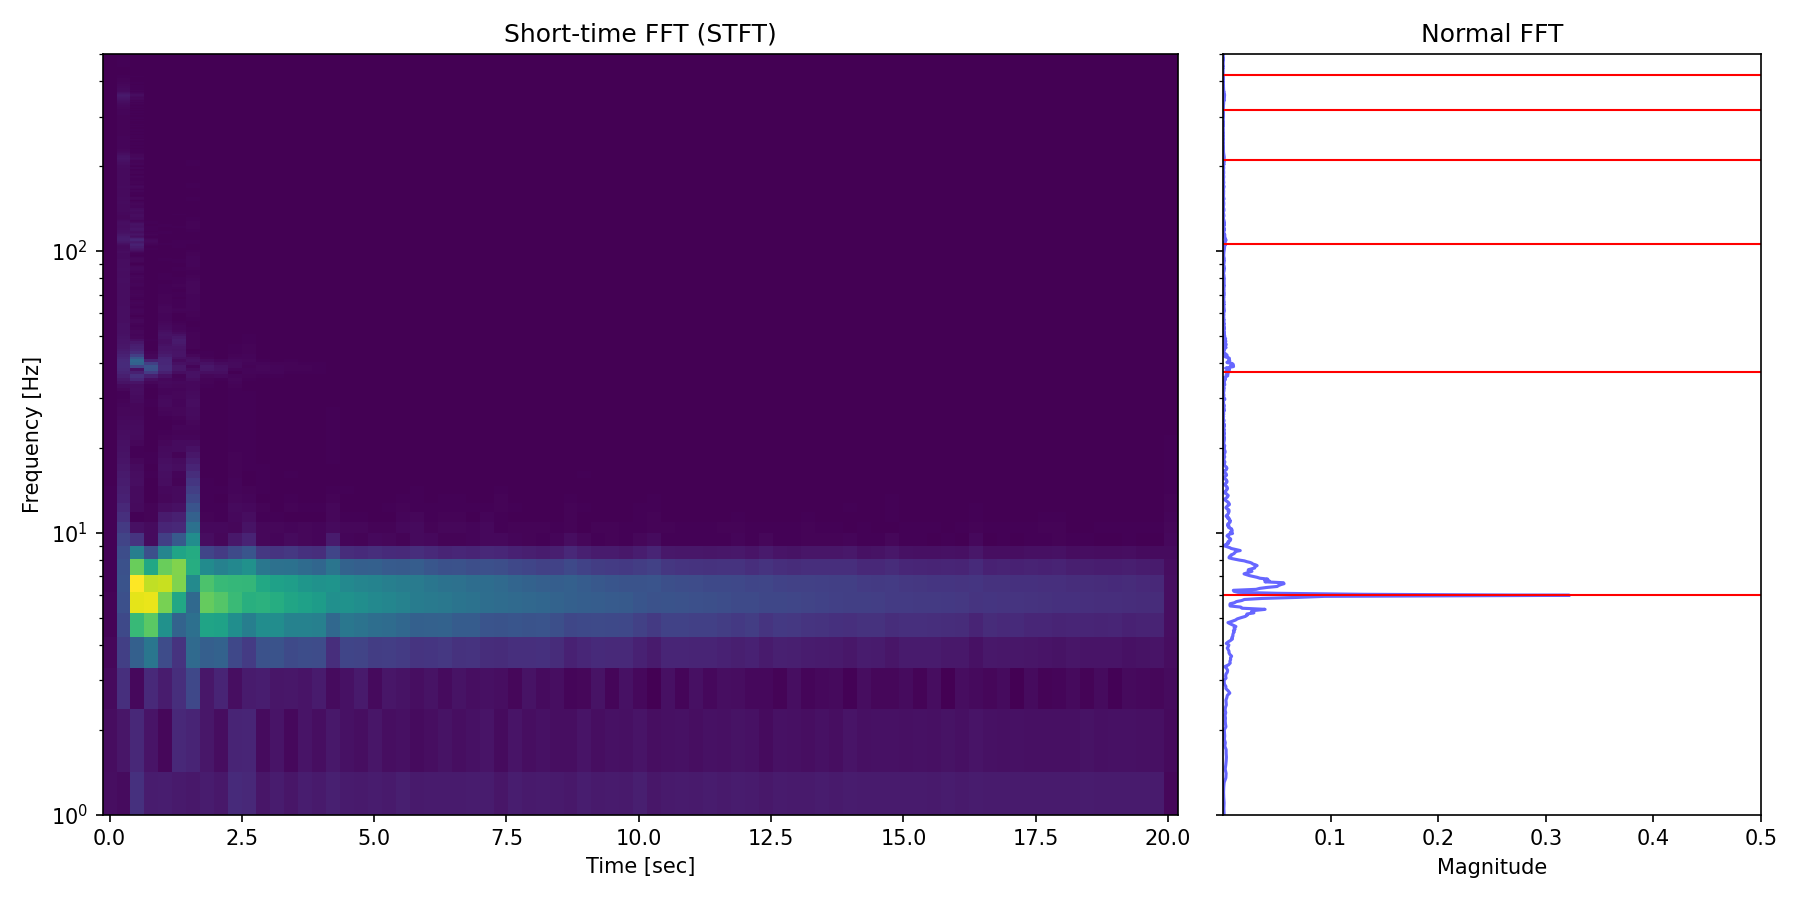 Short-time FFT (STFT)
Normal FFT
Frequency [Hz]
10²
10¹
10⁰
0.0 2.5 5.0 7.5 10.0 12.5 15.0 17.5 20.0
Time [sec]
0.1 0.2 0.3 0.4 0.5
Magnitude